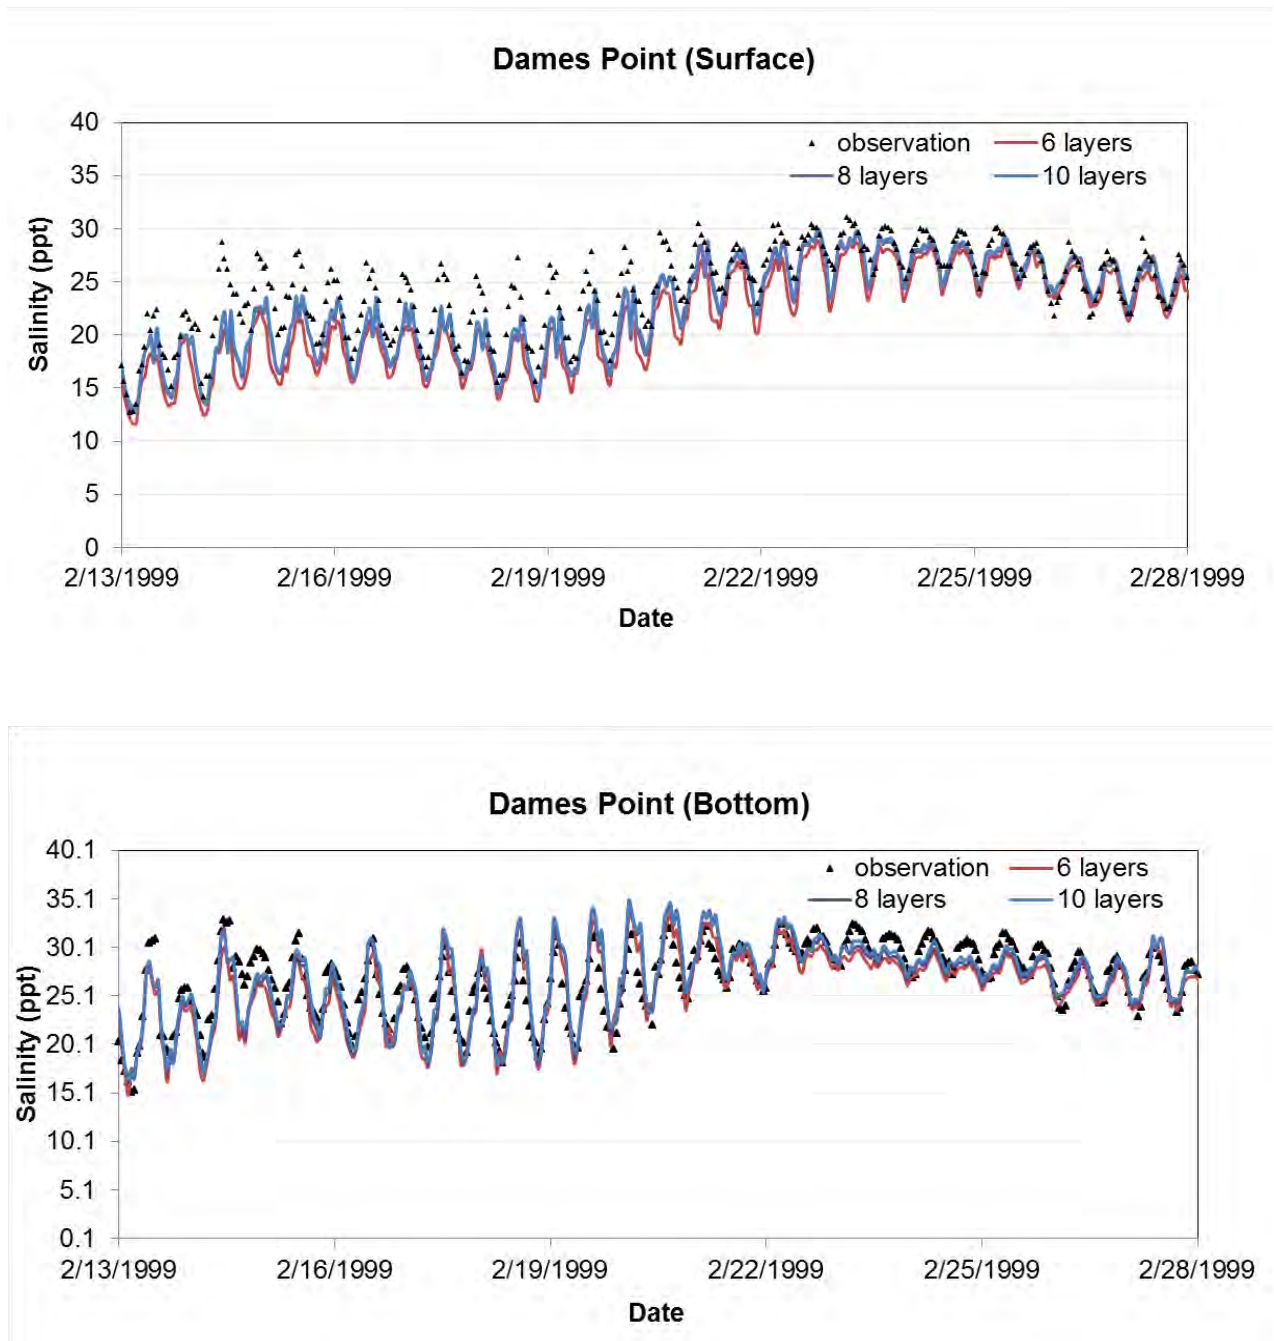 Dames Point (Surface)
40
35
30
25
20
15
10
5
0
Salinity (ppt)
observation
6 layers
8 layers
10 layers
2/13/1999
2/16/1999
2/19/1999
2/22/1999
2/25/1999
2/28/1999
Date
Dames Point (Bottom)
40.1
35.1
30.1
25.1
20.1
15.1
10.1
5.1
0.1
Salinity (ppt)
observation
6 layers
8 layers
10 layers
2/13/1999
2/16/1999
2/19/1999
2/22/1999
2/25/1999
2/28/1999
Date